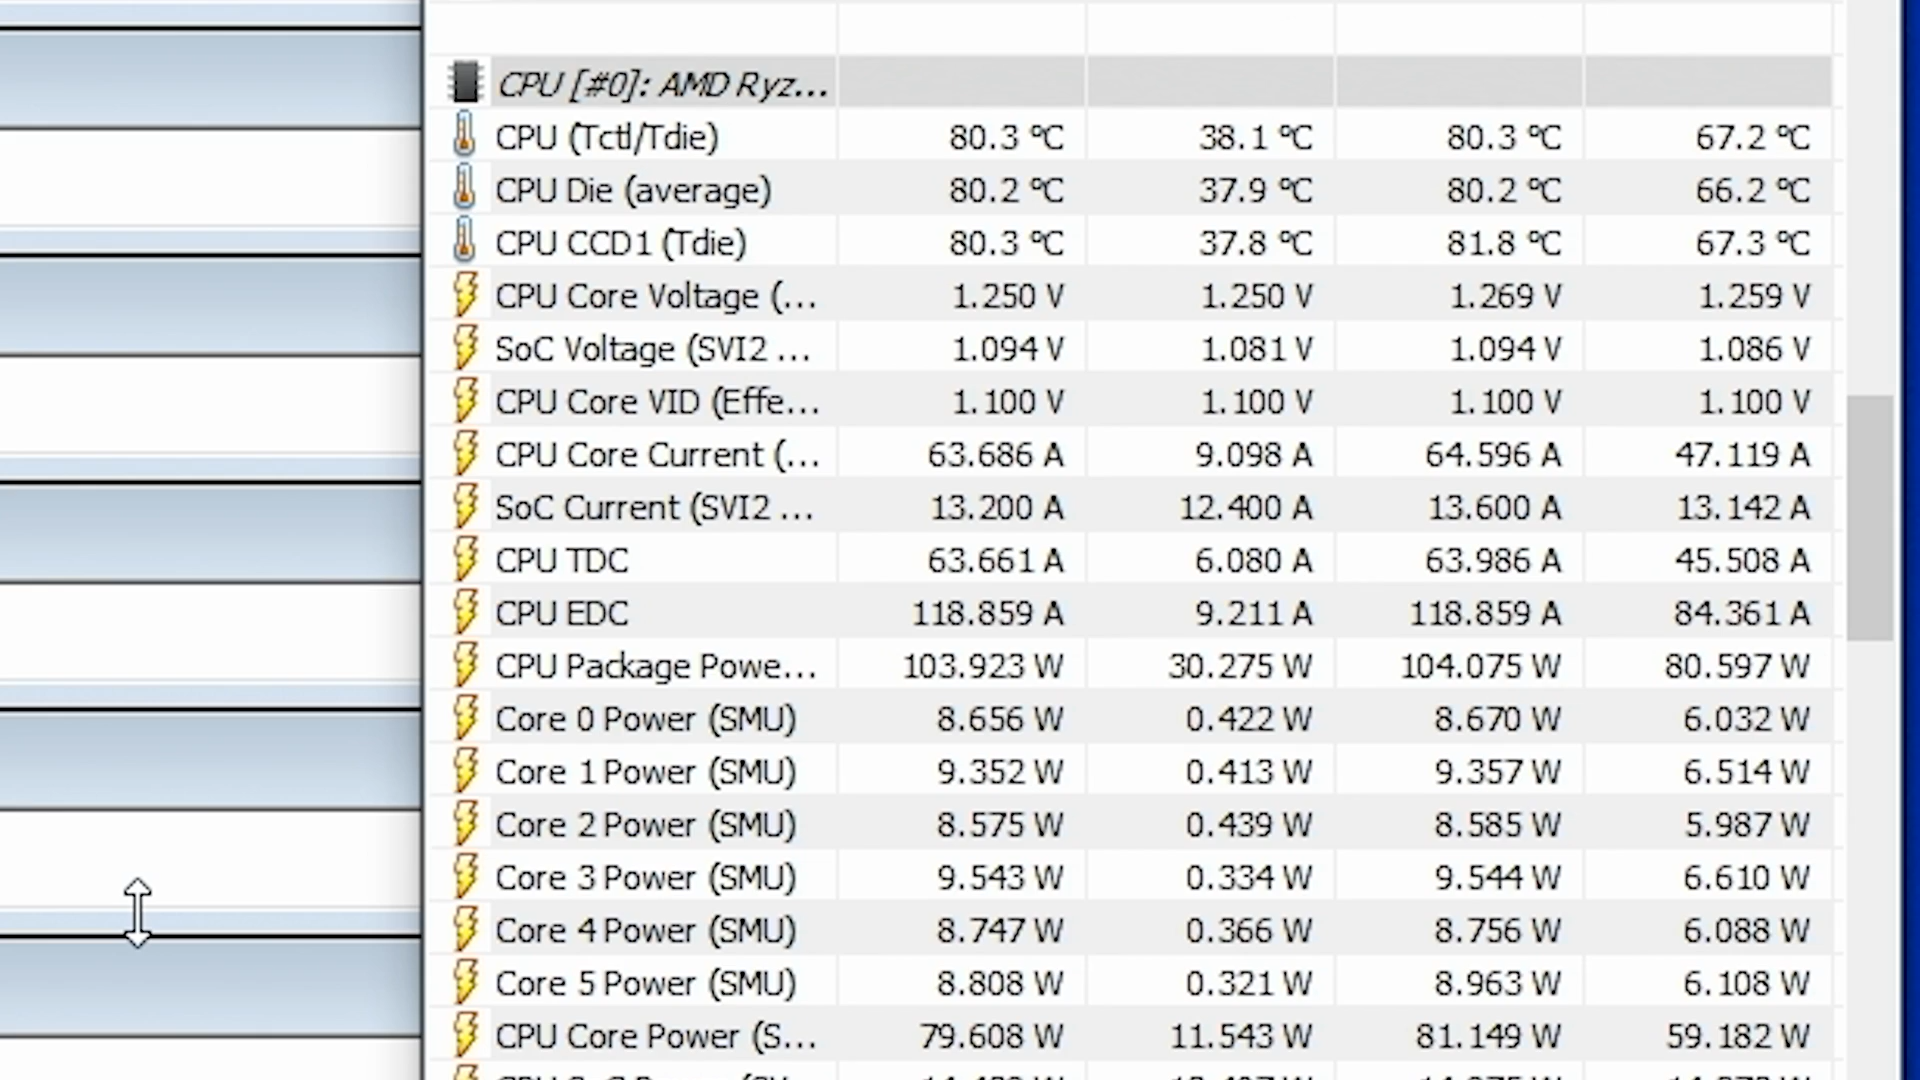 CPU [#0]: AMD Ryz...
CPU (Tctl/Tdie) 80.3 °C 38.1 °C 80.3 °C 67.2 °C
CPU Die (average) 80.2 °C 37.9 °C 80.2 °C 66.2 °C
CPU CCD1 (Tdie) 80.3 °C 37.8 °C 81.8 °C 67.3 °C
CPU Core Voltage (... 1.250 V 1.250 V 1.269 V 1.259 V
SoC Voltage (SVI2 ... 1.094 V 1.081 V 1.094 V 1.086 V
CPU Core VID (Effe... 1.100 V 1.100 V 1.100 V 1.100 V
CPU Core Current (... 63.686 A 9.098 A 64.596 A 47.119 A
SoC Current (SVI2 ... 13.200 A 12.400 A 13.600 A 13.142 A
CPU TDC 63.661 A 6.080 A 63.986 A 45.508 A
CPU EDC 118.859 A 9.211 A 118.859 A 84.361 A
CPU Package Powe... 103.923 W 30.275 W 104.075 W 80.597 W
Core 0 Power (SMU) 8.656 W 0.422 W 8.670 W 6.032 W
Core 1 Power (SMU) 9.352 W 0.413 W 9.357 W 6.514 W
Core 2 Power (SMU) 8.575 W 0.439 W 8.585 W 5.987 W
Core 3 Power (SMU) 9.543 W 0.334 W 9.544 W 6.610 W
Core 4 Power (SMU) 8.747 W 0.366 W 8.756 W 6.088 W
Core 5 Power (SMU) 8.808 W 0.321 W 8.963 W 6.108 W
CPU Core Power (S... 79.608 W 11.543 W 81.149 W 59.182 W